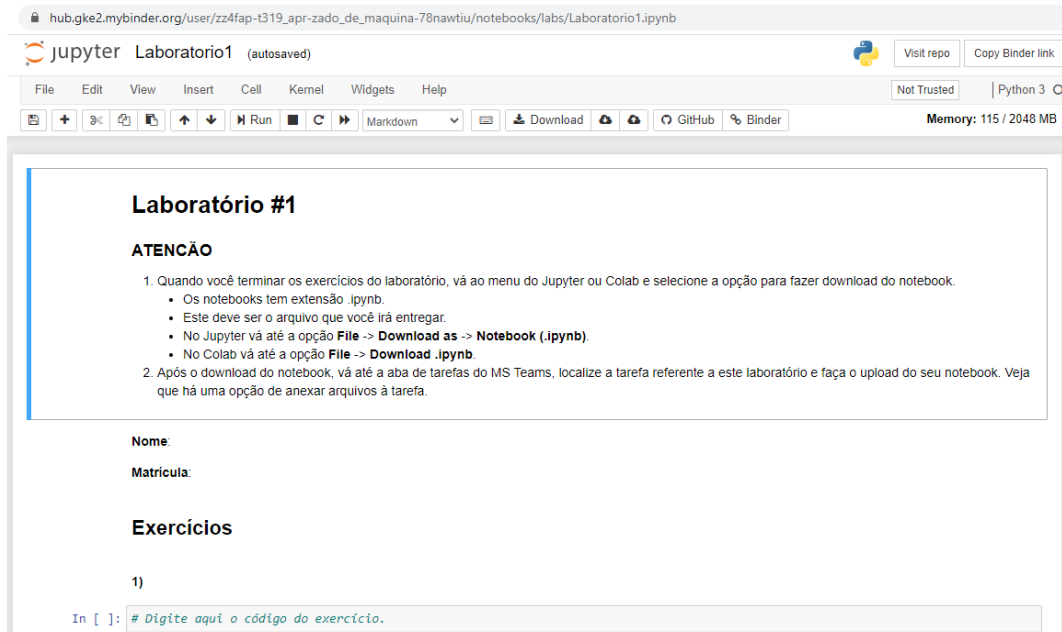 hub.gke2.mybinder.org/user/zz4fap-t319_apr-zado_de_maquina-78nawtiu/notebooks/labs/Laboratorio1.ipynb
jupyter Laboratorio1 (autosaved) Visit repo Copy Binder link
File Edit View Insert Cell Kernel Widgets Help Not Trusted Python 3
Run Markdown Download GitHub Binder Memory: 115 / 2048 MB
Laboratório #1
ATENCÃO
1. Quando você terminar os exercícios do laboratório, vá ao menu do Jupyter ou Colab e selecione a opção para fazer download do notebook.
• Os notebooks tem extensão .ipynb.
• Este deve ser o arquivo que você irá entregar.
• No Jupyter vá até a opção File -> Download as -> Notebook (.ipynb).
• No Colab vá até a opção File -> Download .ipynb.
2. Após o download do notebook, vá até a aba de tarefas do MS Teams, localize a tarefa referente a este laboratório e faça o upload do seu notebook. Veja
que há uma opção de anexar arquivos à tarefa.
Nome:
Matrícula:
Exercícios
1)
In [ ]: # Digite aqui o código do exercício.